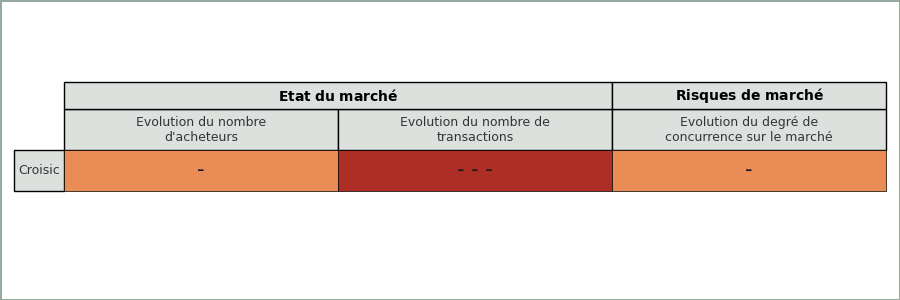 Etat du marché
Risques de marché
Evolution du nombre
d'acheteurs
Evolution du nombre de
transactions
Evolution du degré de
concurrence sur le marché
Croisic
–
– – –
–